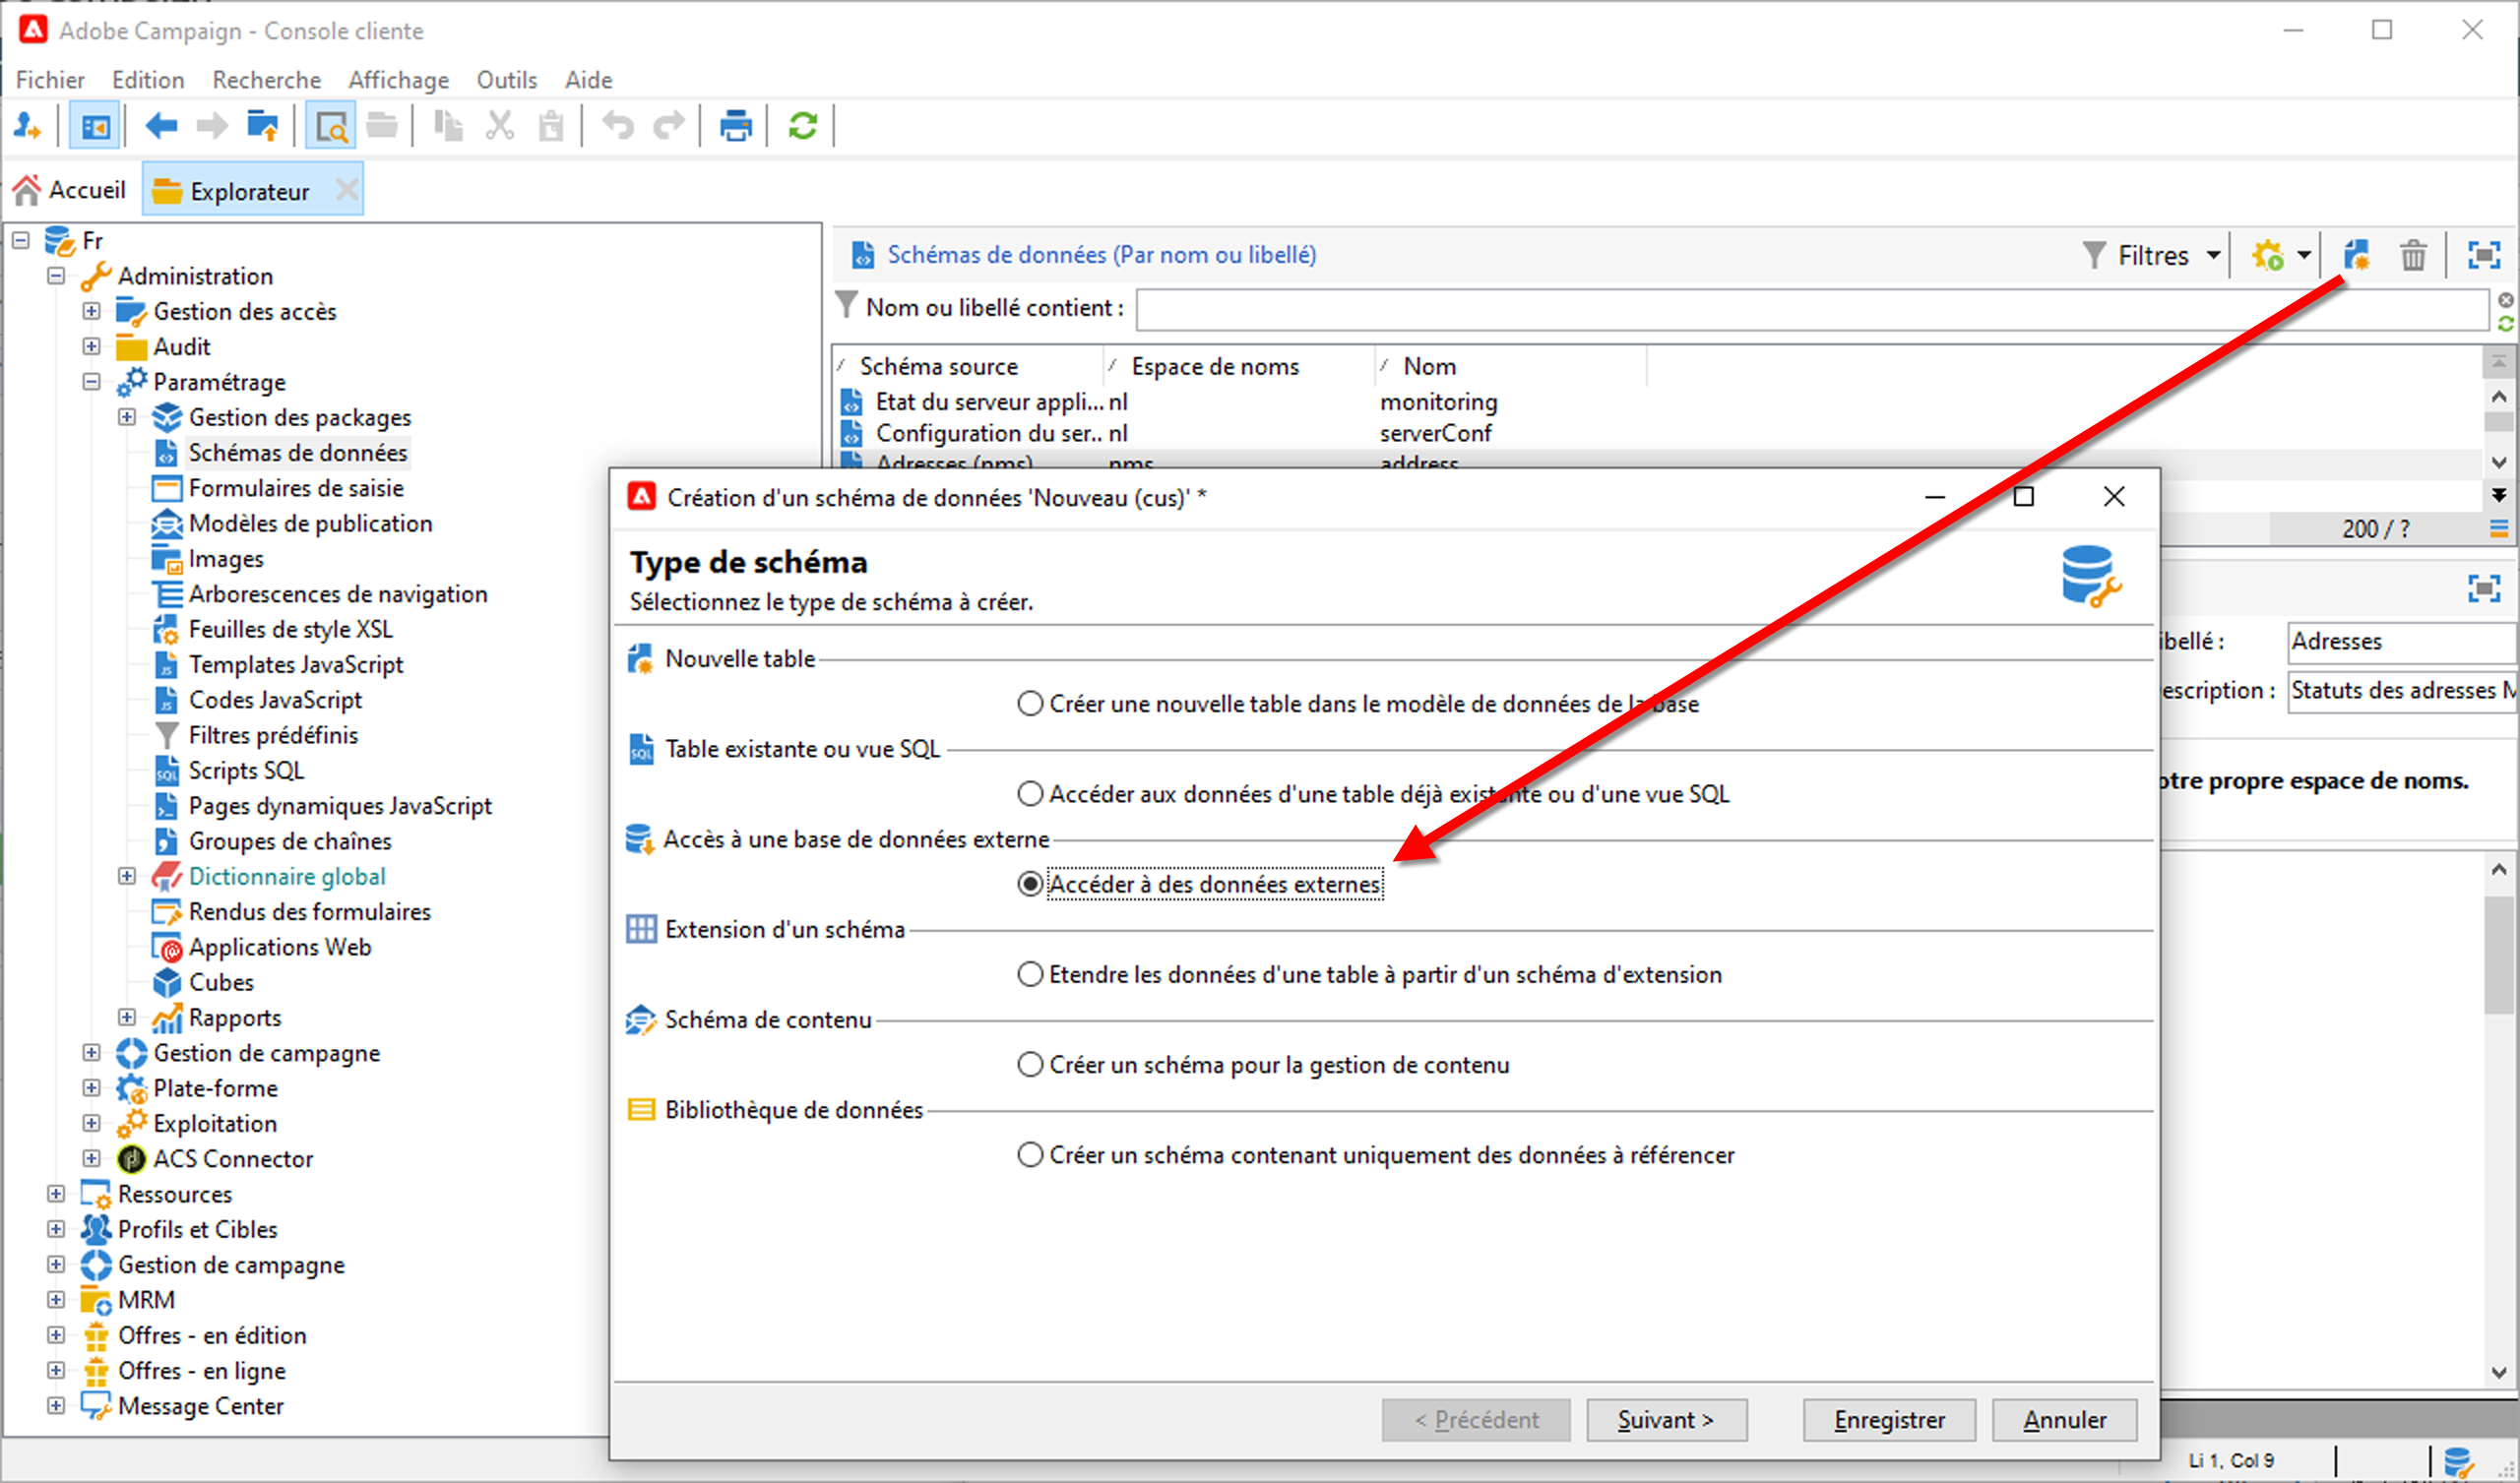 Adobe Campaign - Console cliente
Fichier Edition Recherche Affichage Outils Aide
Accueil Explorateur
Fr
Administration
Gestion des accès
Audit
Paramétrage
Gestion des packages
Schémas de données
Formulaires de saisie
Modèles de publication
Images
Arborescences de navigation
Feuilles de style XSL
Templates JavaScript
Codes JavaScript
Filtres prédéfinis
Scripts SQL
Pages dynamiques JavaScript
Groupes de chaînes
Dictionnaire global
Rendus des formulaires
Applications Web
Cubes
Rapports
Gestion de campagne
Plate-forme
Exploitation
ACS Connector
Ressources
Profils et Cibles
Gestion de campagne
MRM
Offres - en édition
Offres - en ligne
Message Center
Schémas de données (Par nom ou libellé) Filtres
Nom ou libellé contient :
Schéma source Espace de noms Nom
Etat du serveur appli... nl monitoring
Configuration du ser.. nl serverConf
Adresses (nms) nms address
200 / ?
ibellé : Adresses
escription : Statuts des adresses M
otre propre espace de noms.
Création d'un schéma de données 'Nouveau (cus)' *
Type de schéma
Sélectionnez le type de schéma à créer.
Nouvelle table
Créer une nouvelle table dans le modèle de données de la base
Table existante ou vue SQL
Accéder aux données d'une table déjà existante ou d'une vue SQL
Accès à une base de données externe
Accéder à des données externes
Extension d'un schéma
Etendre les données d'une table à partir d'un schéma d'extension
Schéma de contenu
Créer un schéma pour la gestion de contenu
Bibliothèque de données
Créer un schéma contenant uniquement des données à référencer
< Précédent Suivant > Enregistrer Annuler
Li 1, Col 9